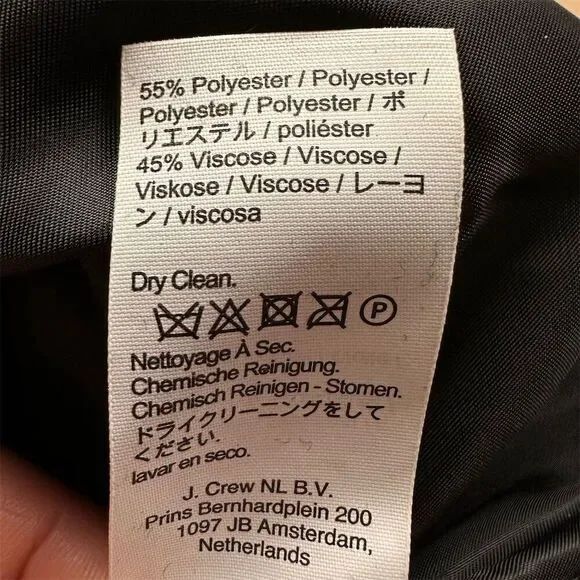 55% Polyester / Polyester /
Polyester / Polyester / ポ
リエステル / poliéster
45% Viscose / Viscose /
Viskose / Viscose / レーヨ
ン / viscosa
Dry Clean.
P
Nettoyage À Sec.
Chemische Reinigung.
Chemisch Reinigen - Stomen.
ドライクリーニングをして
ください.
lavar en seco.
J. Crew NL B.V.
Prins Bernhardplein 200
1097 JB Amsterdam,
Netherlands